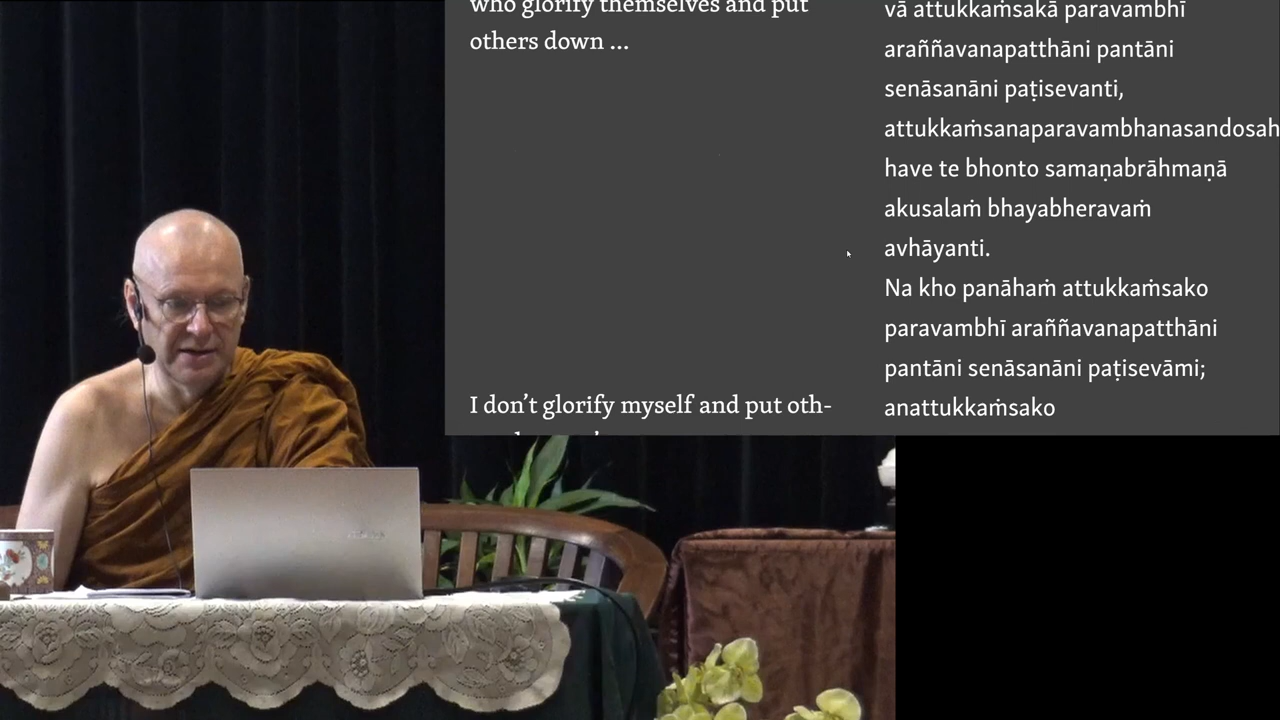 who glorify themselves and put
others down ...
I don’t glorify myself and put oth-
vā attukkaṁsakā paravambhī
araññavanapatthāni pantāni
senāsanāni paṭisevanti,
attukkaṁsanaparavambhanasandosah
have te bhonto samaṇabrāhmaṇā
akusalaṁ bhayabheravaṁ
avhāyanti.
Na kho panāhaṁ attukkaṁsako
paravambhī araññavanapatthāni
pantāni senāsanāni paṭisevāmi;
anattukkaṁsako